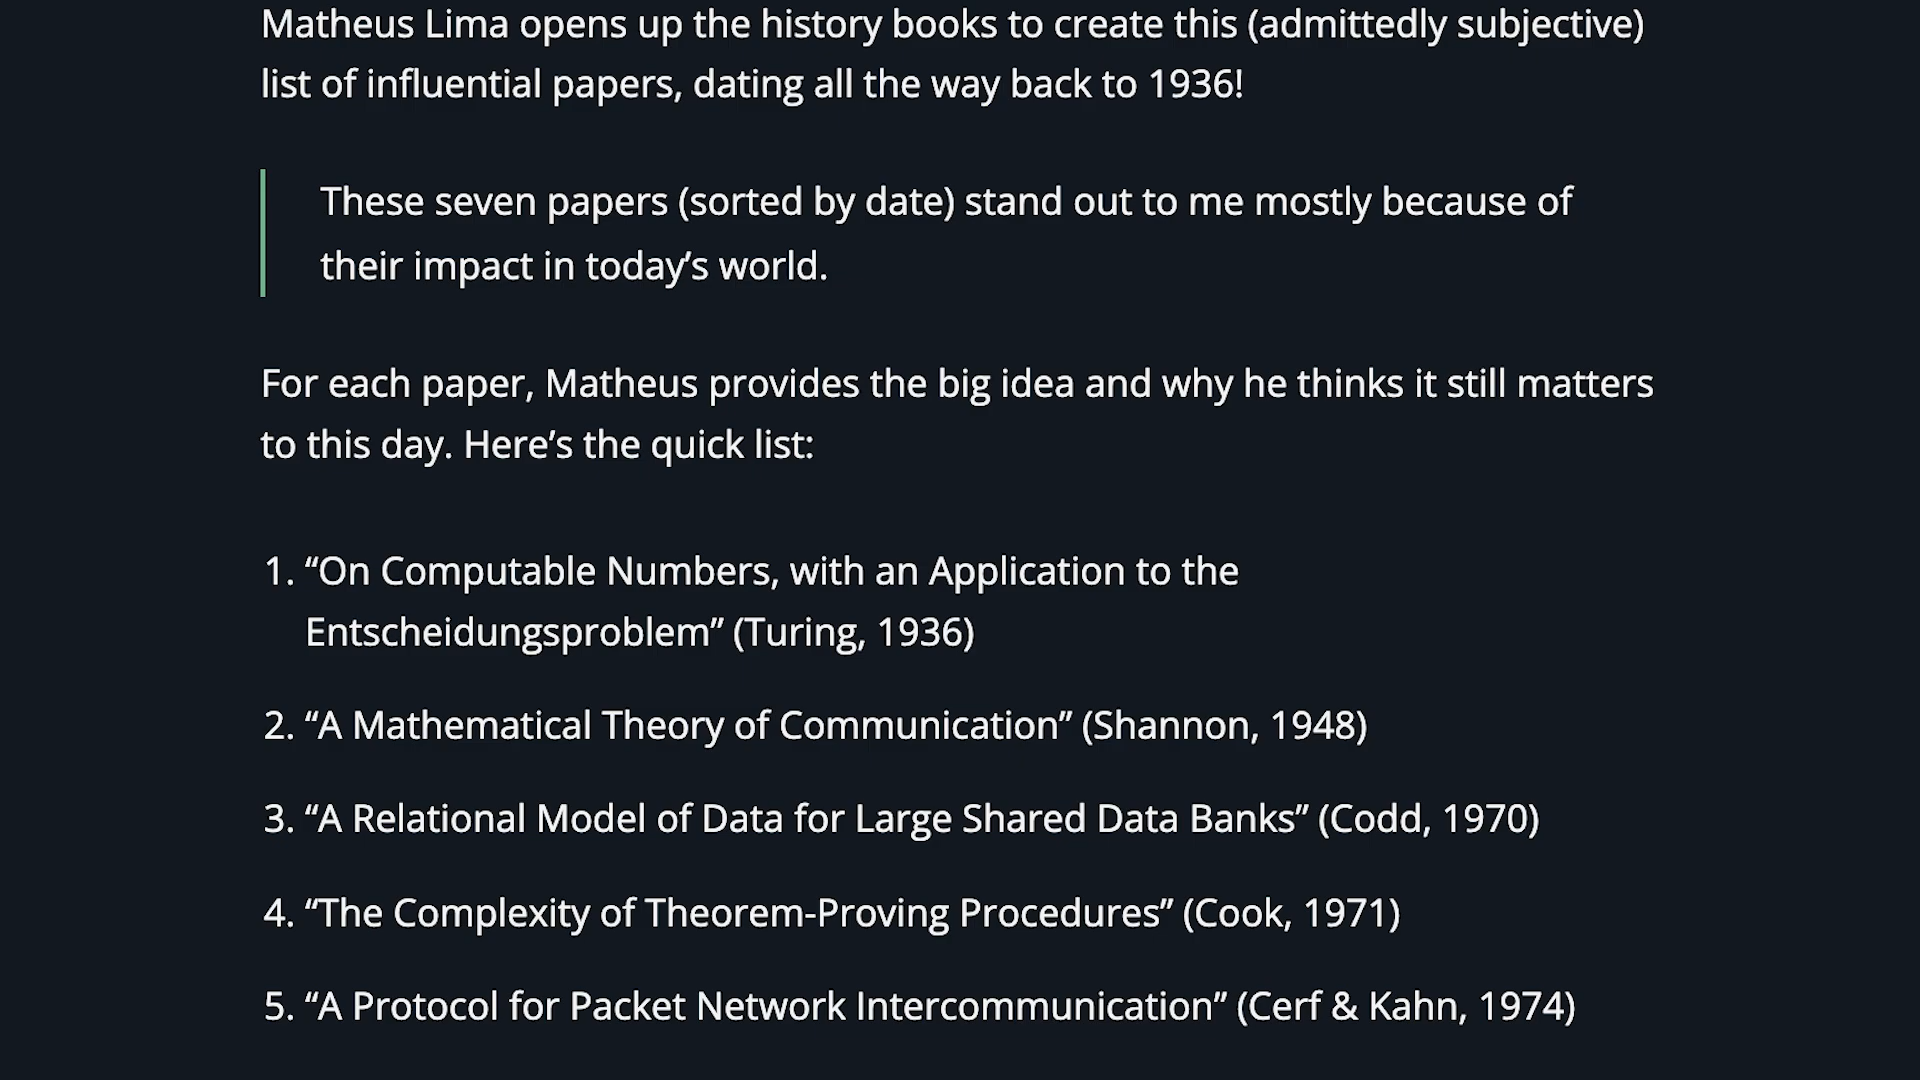 Matheus Lima opens up the history books to create this (admittedly subjective)
list of influential papers, dating all the way back to 1936!
These seven papers (sorted by date) stand out to me mostly because of
their impact in today’s world.
For each paper, Matheus provides the big idea and why he thinks it still matters
to this day. Here’s the quick list:
1. “On Computable Numbers, with an Application to the
Entscheidungsproblem” (Turing, 1936)
2. “A Mathematical Theory of Communication” (Shannon, 1948)
3. “A Relational Model of Data for Large Shared Data Banks” (Codd, 1970)
4. “The Complexity of Theorem-Proving Procedures” (Cook, 1971)
5. “A Protocol for Packet Network Intercommunication” (Cerf & Kahn, 1974)